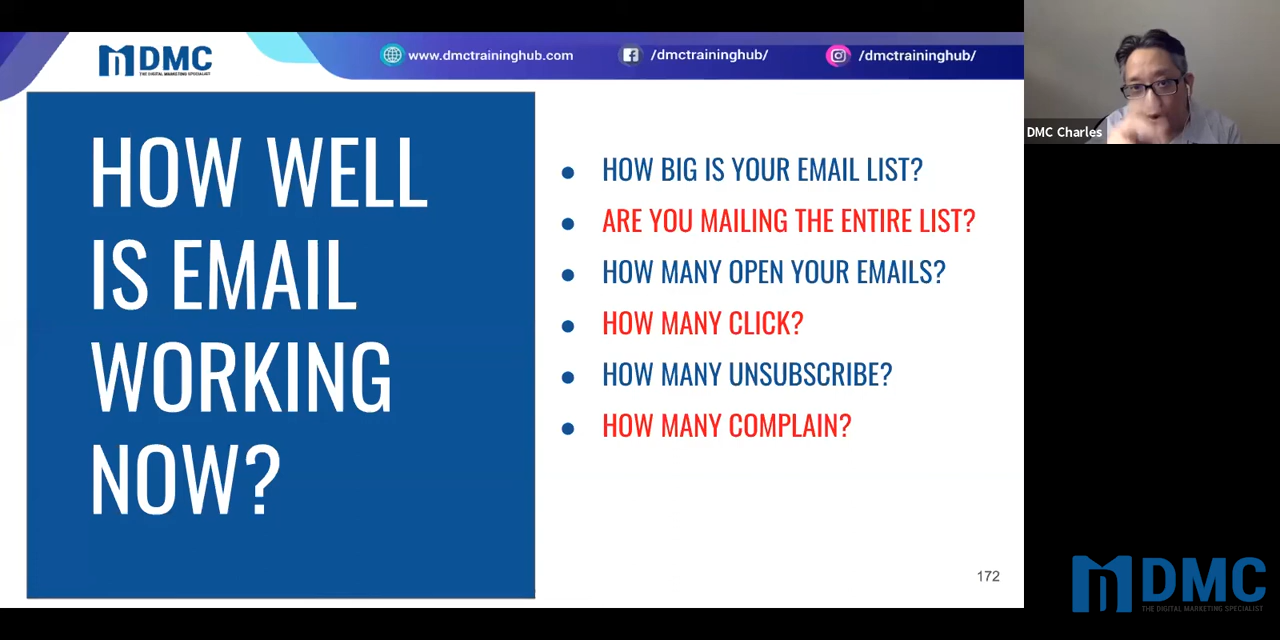 DMC
THE DIGITAL MARKETING SPECIALIST
www.dmctraininghub.com
/dmctraininghub/
/dmctraininghub/
DMC Charles
HOW WELL
IS EMAIL
WORKING
NOW?
HOW BIG IS YOUR EMAIL LIST?
ARE YOU MAILING THE ENTIRE LIST?
HOW MANY OPEN YOUR EMAILS?
HOW MANY CLICK?
HOW MANY UNSUBSCRIBE?
HOW MANY COMPLAIN?
172
DMC
THE DIGITAL MARKETING SPECIALIST